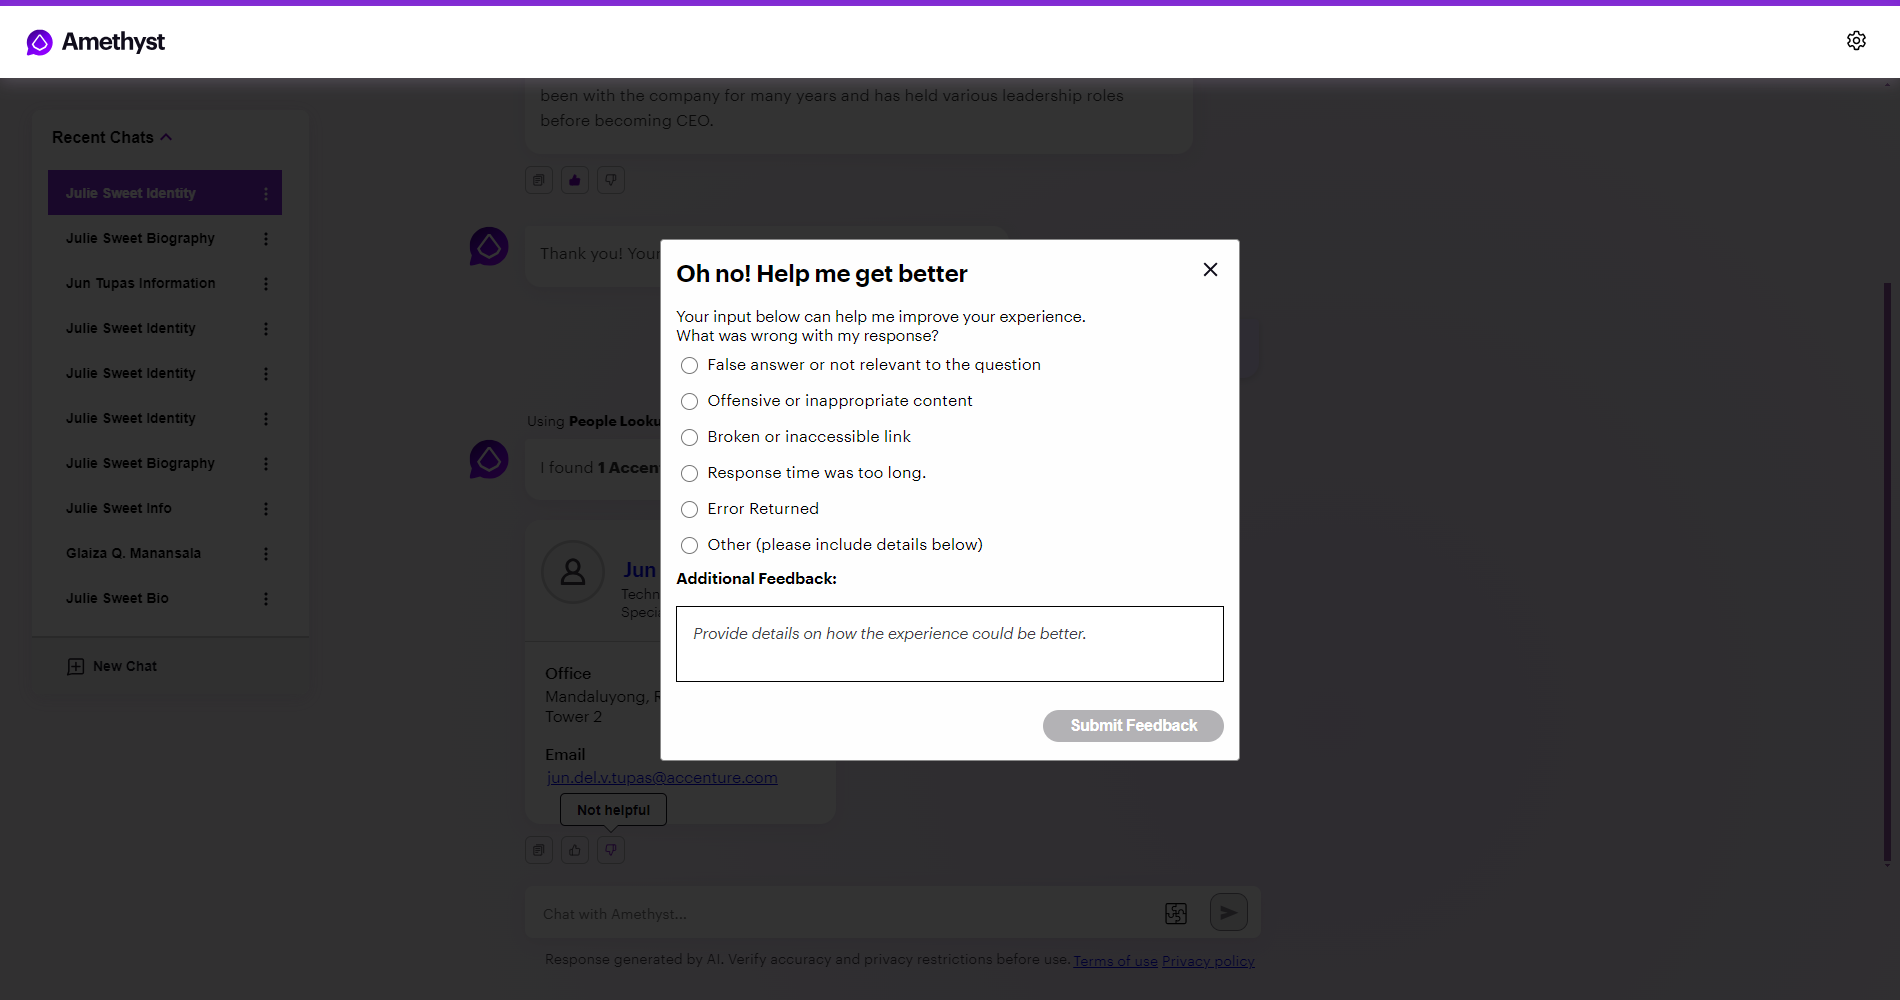 Amethyst
Recent Chats
Julie Sweet Identity
Julie Sweet Biography
Jun Tupas Information
Julie Sweet Identity
Julie Sweet Identity
Julie Sweet Identity
Julie Sweet Biography
Julie Sweet Info
Glaiza Q. Manansala
Julie Sweet Bio
New Chat
been with the company for many years and has held various leadership roles
before becoming CEO.
Thank you! Your
Using People Looku
I found 1 Accen
Jun
Techn
Specia
Office
Mandaluyong, R
Tower 2
Email
jun.del.v.tupas@accenture.com
Not helpful
Chat with Amethyst...
Response generated by AI. Verify accuracy and privacy restrictions before use. Terms of use Privacy policy
Oh no! Help me get better
Your input below can help me improve your experience.
What was wrong with my response?
False answer or not relevant to the question
Offensive or inappropriate content
Broken or inaccessible link
Response time was too long.
Error Returned
Other (please include details below)
Additional Feedback:
Provide details on how the experience could be better.
Submit Feedback